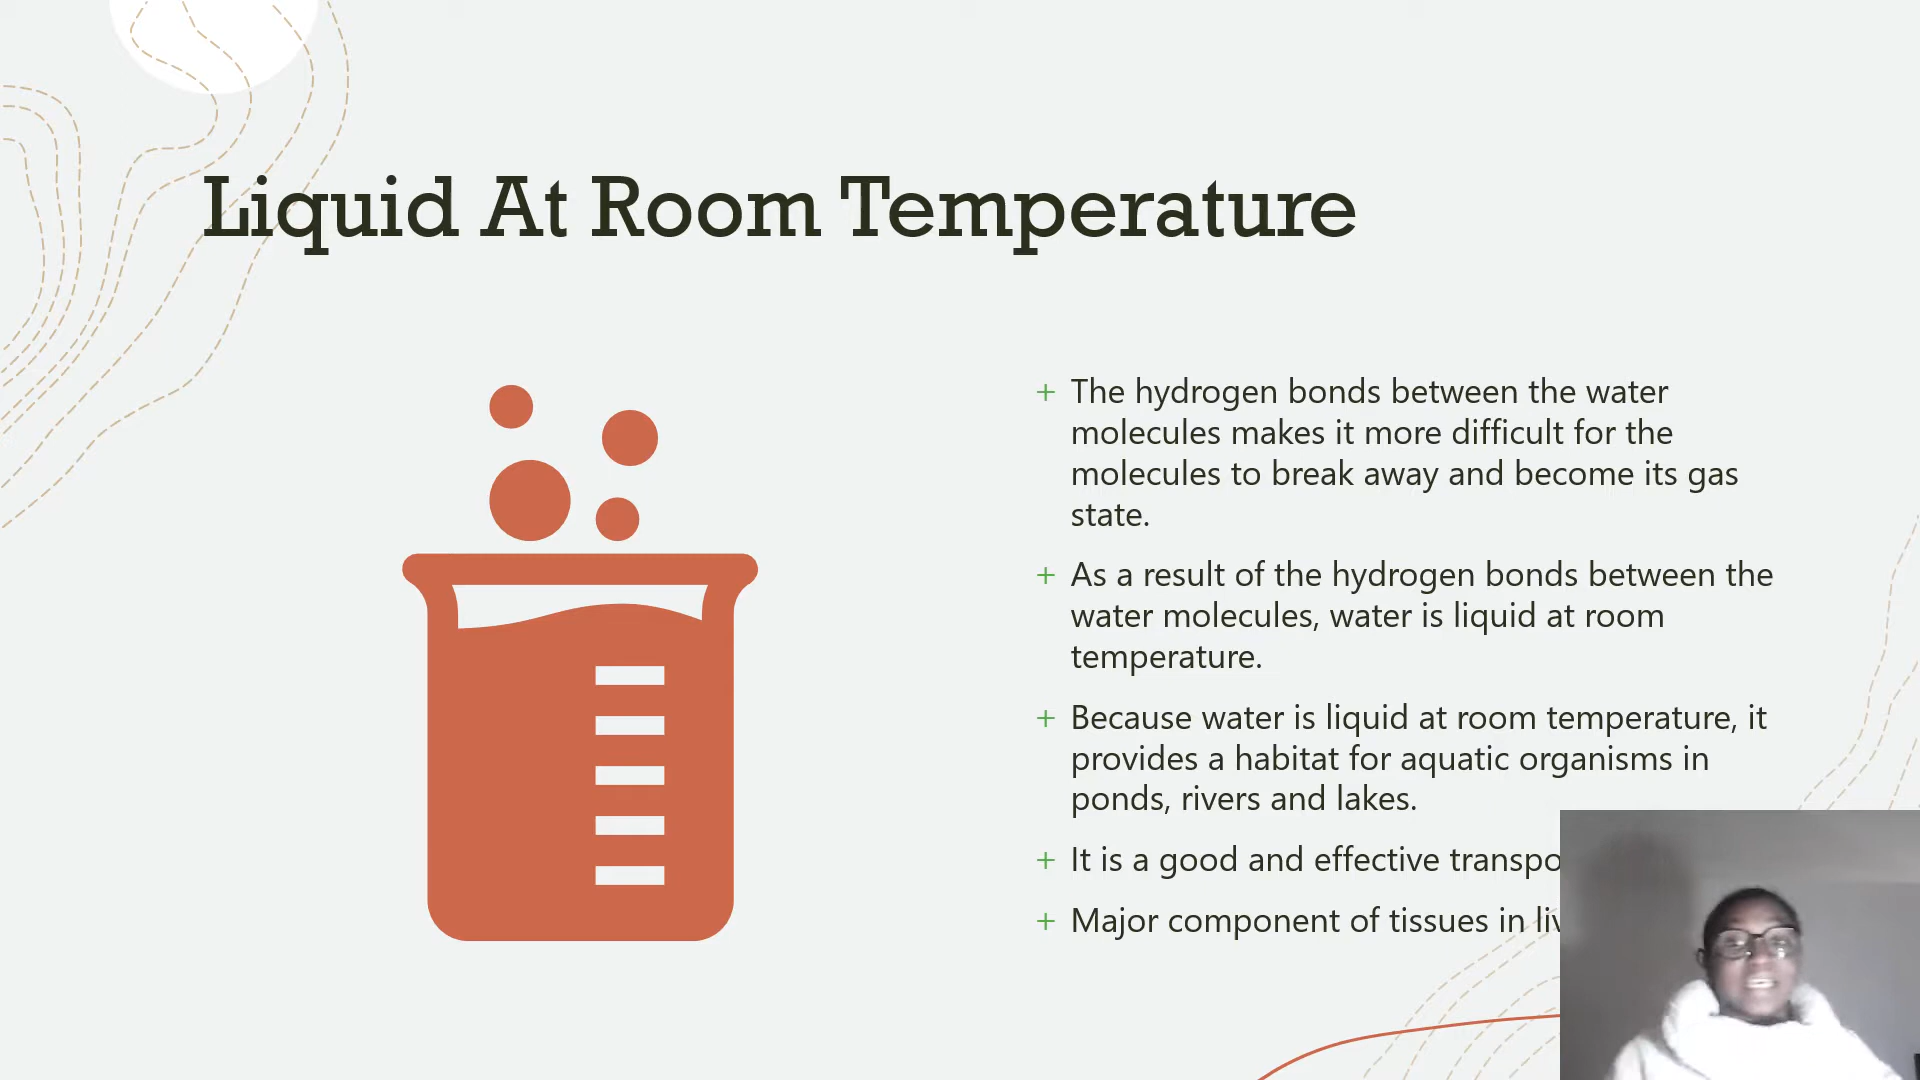 Liquid At Room Temperature
+ The hydrogen bonds between the water
molecules makes it more difficult for the
molecules to break away and become its gas
state.
+ As a result of the hydrogen bonds between the
water molecules, water is liquid at room
temperature.
+ Because water is liquid at room temperature, it
provides a habitat for aquatic organisms in
ponds, rivers and lakes.
+ It is a good and effective
+ Major component of tissues in